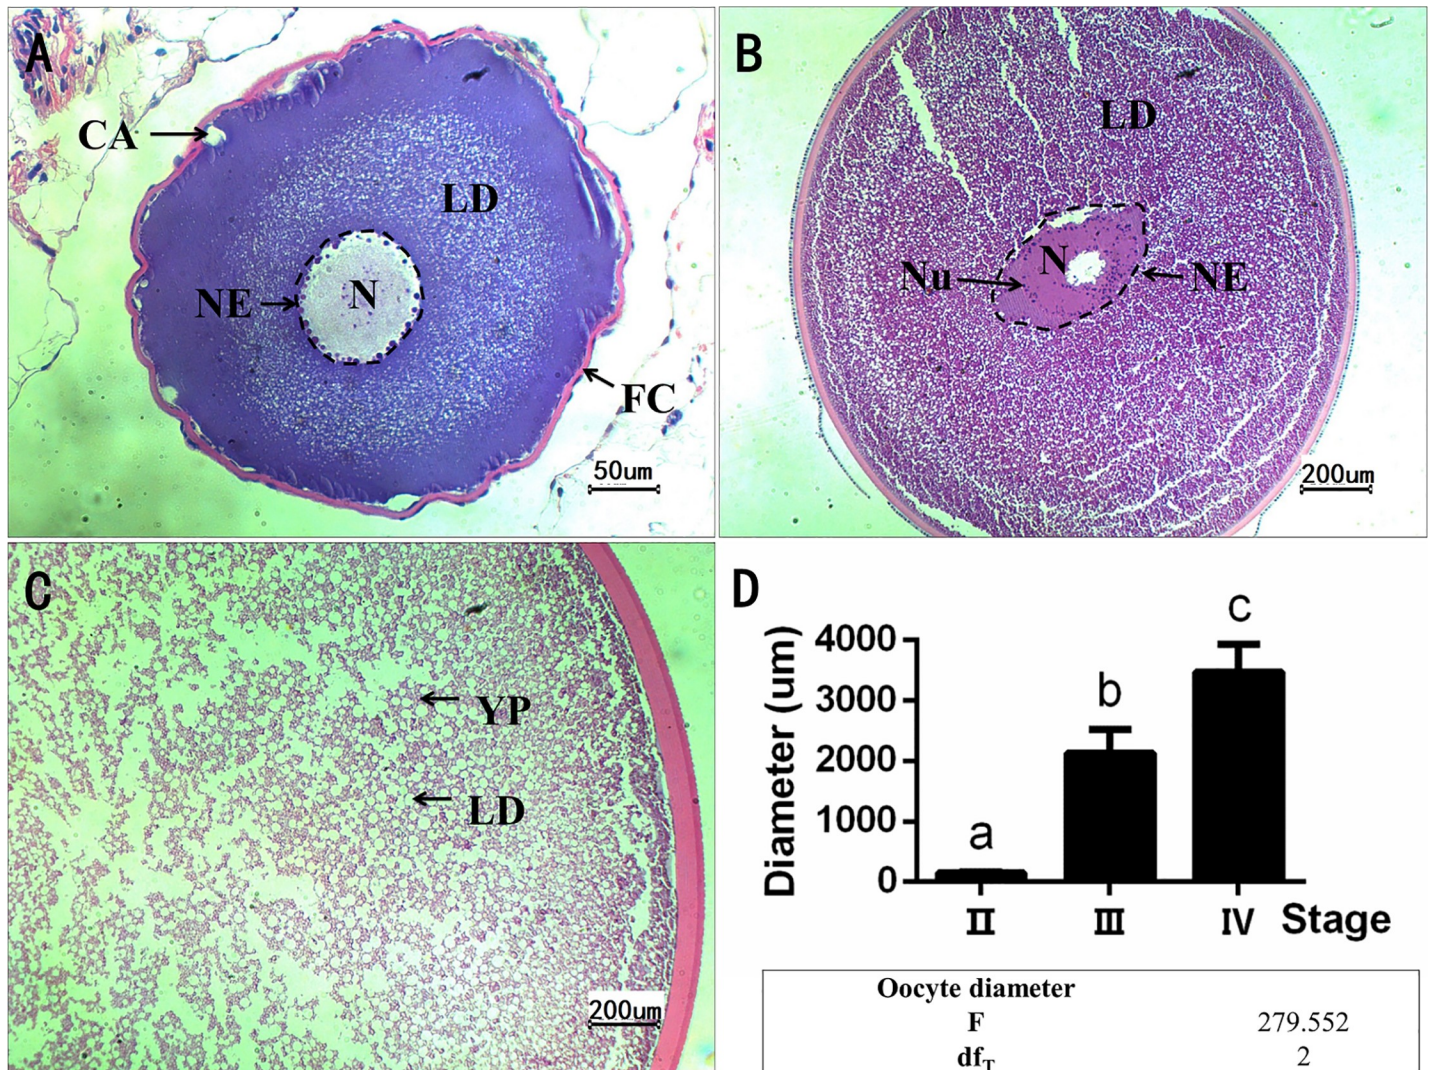 A
CA
LD
NE
N
FC
50um
B
LD
N
Nu
NE
200um
C
YP
LD
200um
D
c
4000
b
3000
2000
1000
a
0
Diameter (um)
II III IV Stage
Oocyte diameter
F 279.552
dfT 2